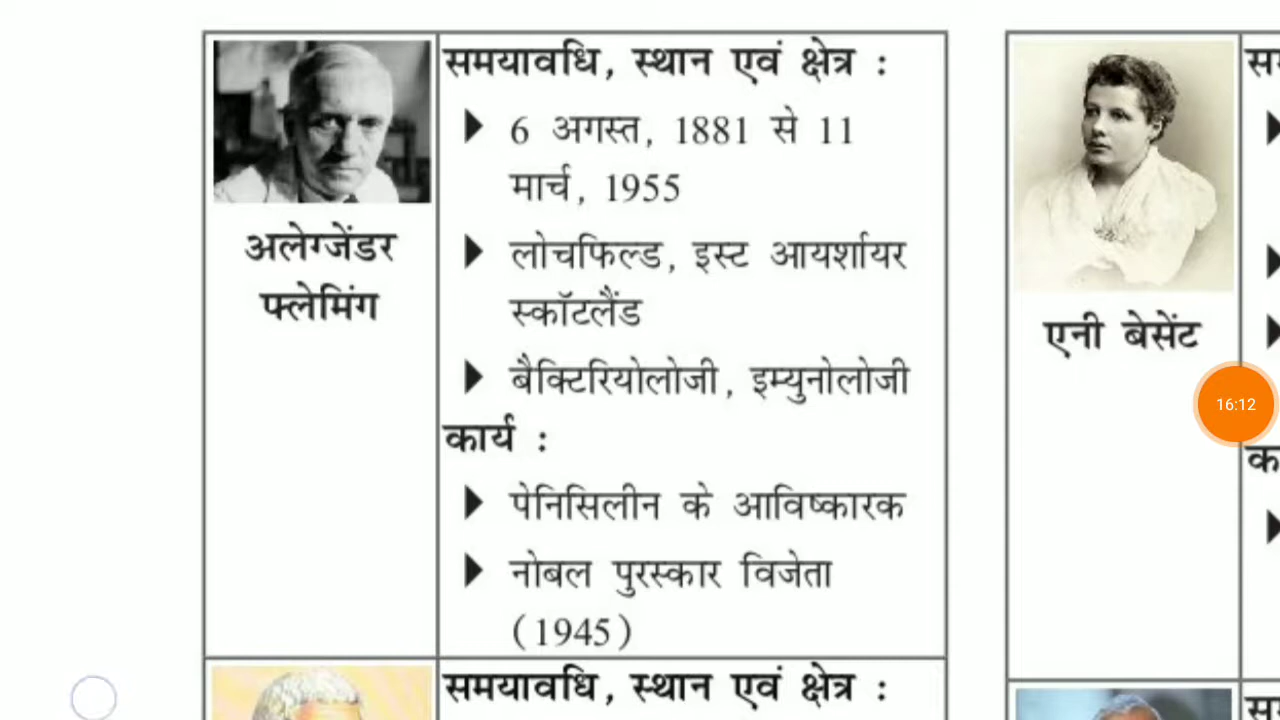 समयावधि, स्थान एवं क्षेत्र :
6 अगस्त, 1881 से 11
मार्च, 1955
लोचफिल्ड, इस्ट आयर्शायर
स्कॉटलैंड
बैक्टिरियोलोजी, इम्युनोलोजी
कार्य :
पेनिसिलीन के आविष्कारक
नोबल पुरस्कार विजेता
(1945)
अलेग्जेंडर
फ्लेमिंग
समयावधि, स्थान एवं क्षेत्र :
एनी बेसेंट
16:12